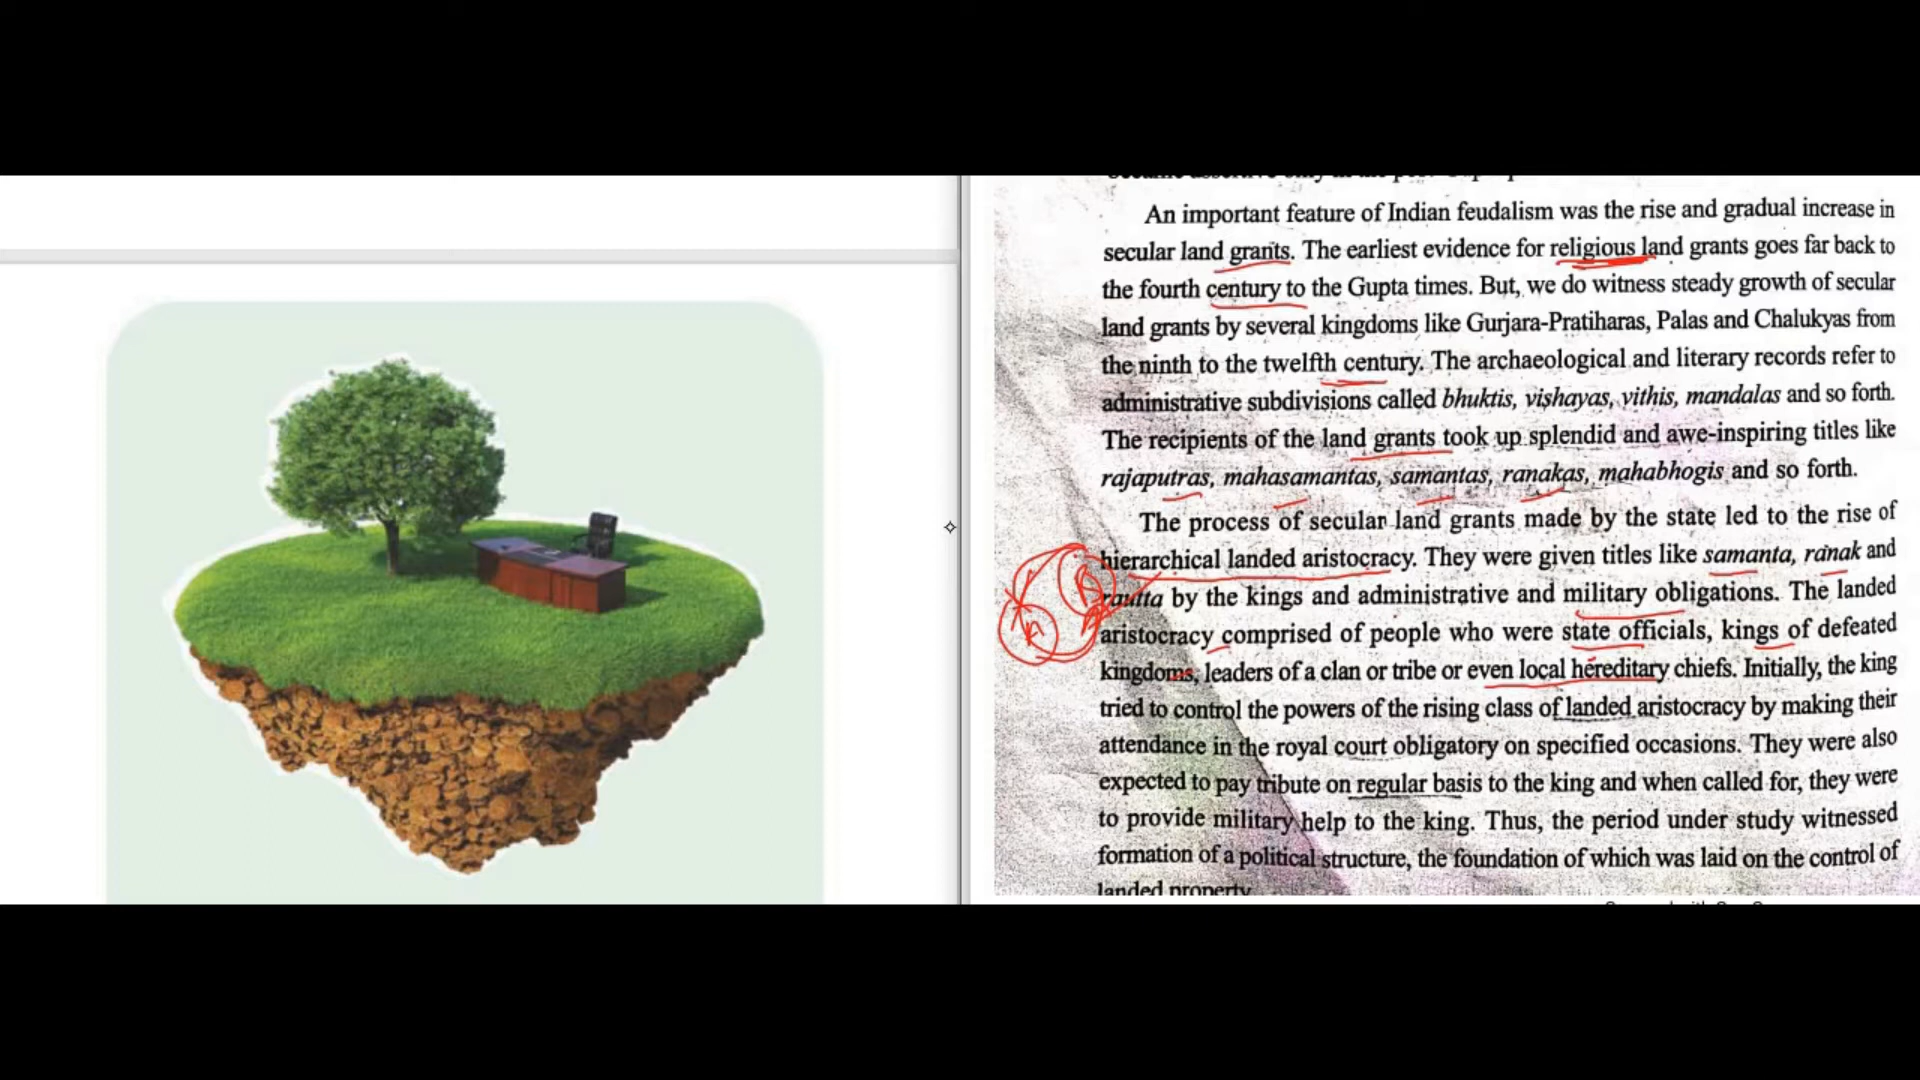 An important feature of Indian feudalism was the rise and gradual increase in
secular land grants. The earliest evidence for religious land grants goes far back to
the fourth century to the Gupta times. But, we do witness steady growth of secular
land grants by several kingdoms like Gurjara-Pratiharas, Palas and Chalukyas from
the ninth to the twelfth century. The archaeological and literary records refer to
administrative subdivisions called bhuktis, vishayas, vithis, mandalas and so forth.
The recipients of the land grants took up splendid and awe-inspiring titles like
rajaputras, mahasamantas, samantas, ranakas, mahabhogis and so forth.
The process of secular land grants made by the state led to the rise of
hierarchical landed aristocracy. They were given titles like samanta, ranak and
rautta by the kings and administrative and military obligations. The landed
aristocracy comprised of people who were state officials, kings of defeated
kingdoms, leaders of a clan or tribe or even local hereditary chiefs. Initially, the king
tried to control the powers of the rising class of landed aristocracy by making their
attendance in the royal court obligatory on specified occasions. They were also
expected to pay tribute on regular basis to the king and when called for, they were
to provide military help to the king. Thus, the period under study witnessed
formation of a political structure, the foundation of which was laid on the control of
landed property